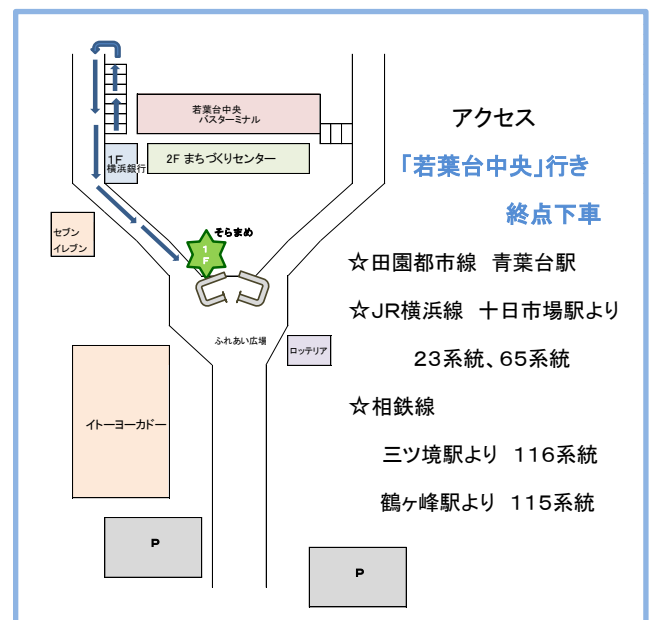 若葉台中央
バスターミナル
1F
横浜銀行
2F まちづくりセンター
セブン
イレブン
そらまめ
1
F
ふれあい広場
ロッテリア
イトーヨーカドー
P
P
アクセス
「若葉台中央」行き
終点下車
☆田園都市線 青葉台駅
☆JR横浜線 十日市場駅より
23系統、65系統
☆相鉄線
三ツ境駅より 116系統
鶴ヶ峰駅より 115系統